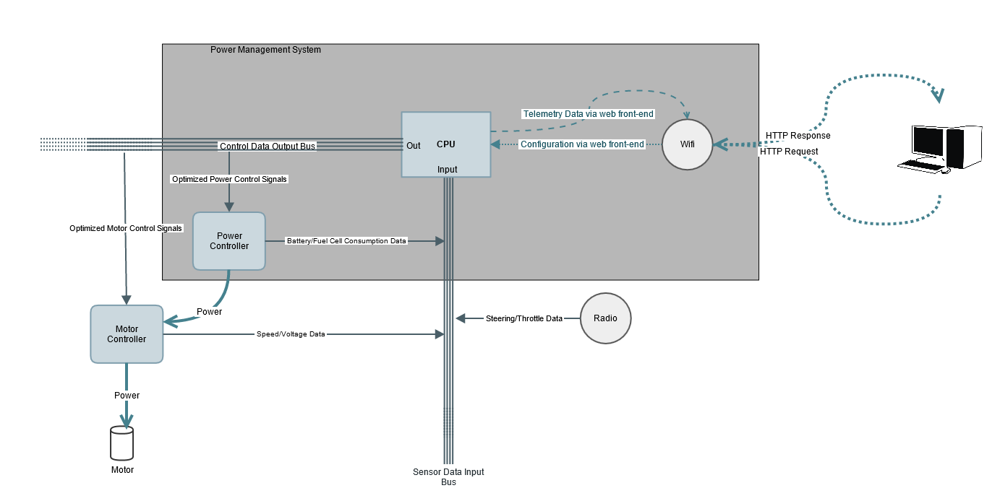 Power Management System
Telemetry Data via web front-end
HTTP Response
Control Data Output Bus
Out
CPU
Configuration via web front-end
Wifi
HTTP Request
Input
Optimized Power Control Signals
Optimized Motor Control Signals
Power
Controller
Battery/Fuel Cell Consumption Data
Power
Steering/Throttle Data
Radio
Motor
Controller
Speed/Voltage Data
Power
Motor
Sensor Data Input
Bus